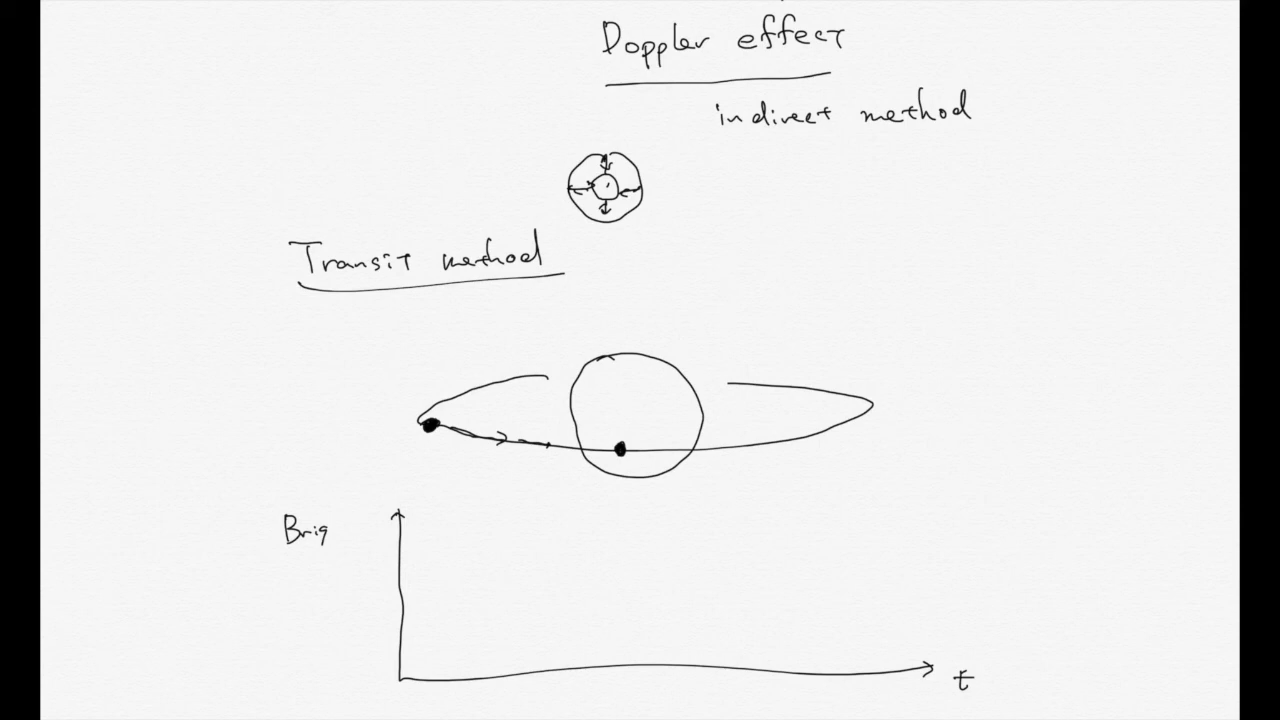 Doppler effect
indirect method
Transit method
Brig
t